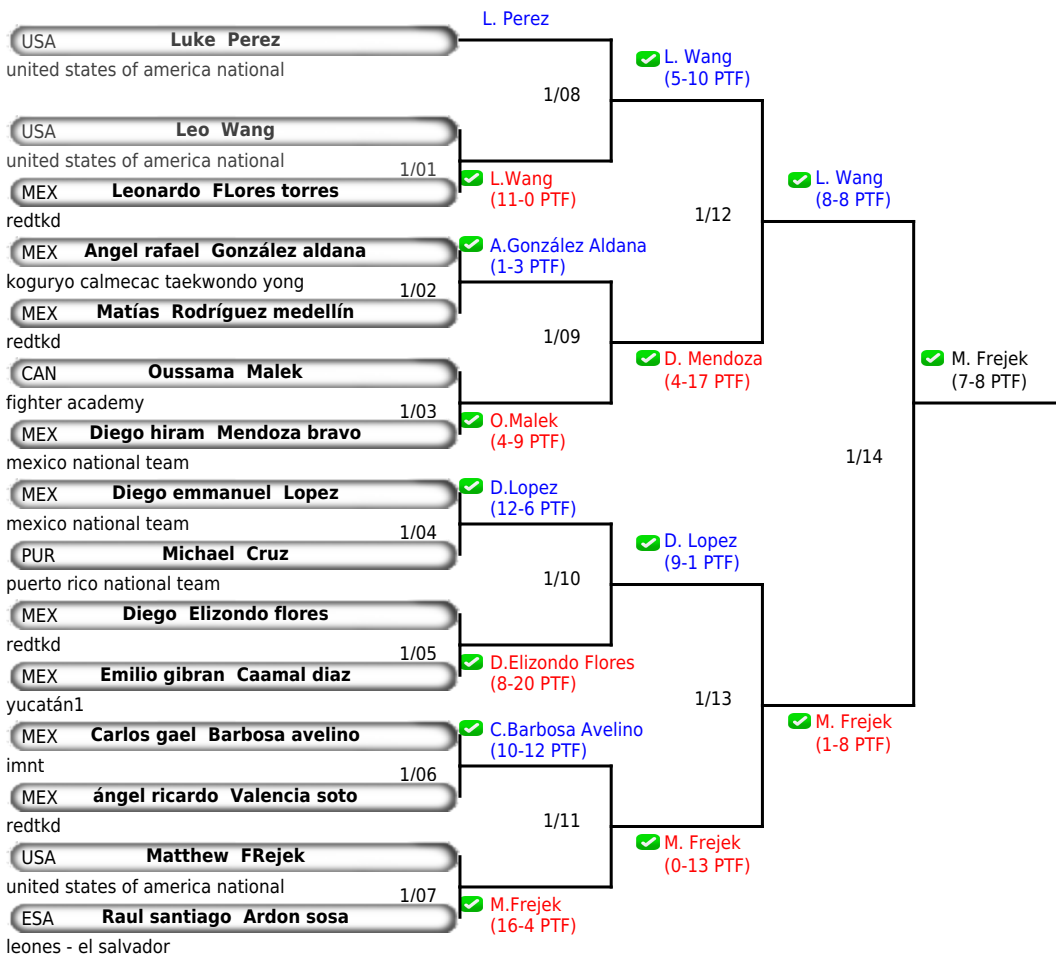 L. Perez
USA Luke Perez
united states of america national
L. Wang
(5-10 PTF)
1/08
USA Leo Wang
united states of america national
1/01
MEX Leonardo FLores torres
redtkd
L.Wang
(11-0 PTF)
L. Wang
(8-8 PTF)
1/12
MEX Angel rafael González aldana
koguryo calmecac taekwondo yong
A.González Aldana
(1-3 PTF)
1/02
MEX Matías Rodríguez medellín
redtkd
1/09
CAN Oussama Malek
fighter academy
D. Mendoza
(4-17 PTF)
M. Frejek
(7-8 PTF)
1/03
MEX Diego hiram Mendoza bravo
mexico national team
O.Malek
(4-9 PTF)
1/14
MEX Diego emmanuel Lopez
mexico national team
D.Lopez
(12-6 PTF)
1/04
PUR Michael Cruz
puerto rico national team
D. Lopez
(9-1 PTF)
1/10
MEX Diego Elizondo flores
redtkd
1/05
MEX Emilio gibran Caamal diaz
yucatán1
D.Elizondo Flores
(8-20 PTF)
1/13
M. Frejek
(1-8 PTF)
MEX Carlos gael Barbosa avelino
imnt
C.Barbosa Avelino
(10-12 PTF)
1/06
MEX ángel ricardo Valencia soto
redtkd
1/11
M. Frejek
(0-13 PTF)
USA Matthew FRejek
united states of america national
1/07
ESA Raul santiago Ardon sosa
leones - el salvador
M.Frejek
(16-4 PTF)